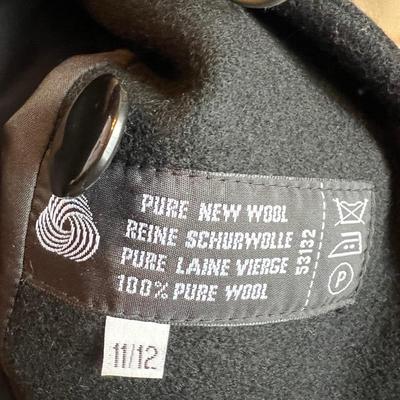 PURE NEW WOOL
REINE SCHURWOLLE
PURE LAINE VIERGE
100% PURE WOOL
53132
P
11/12